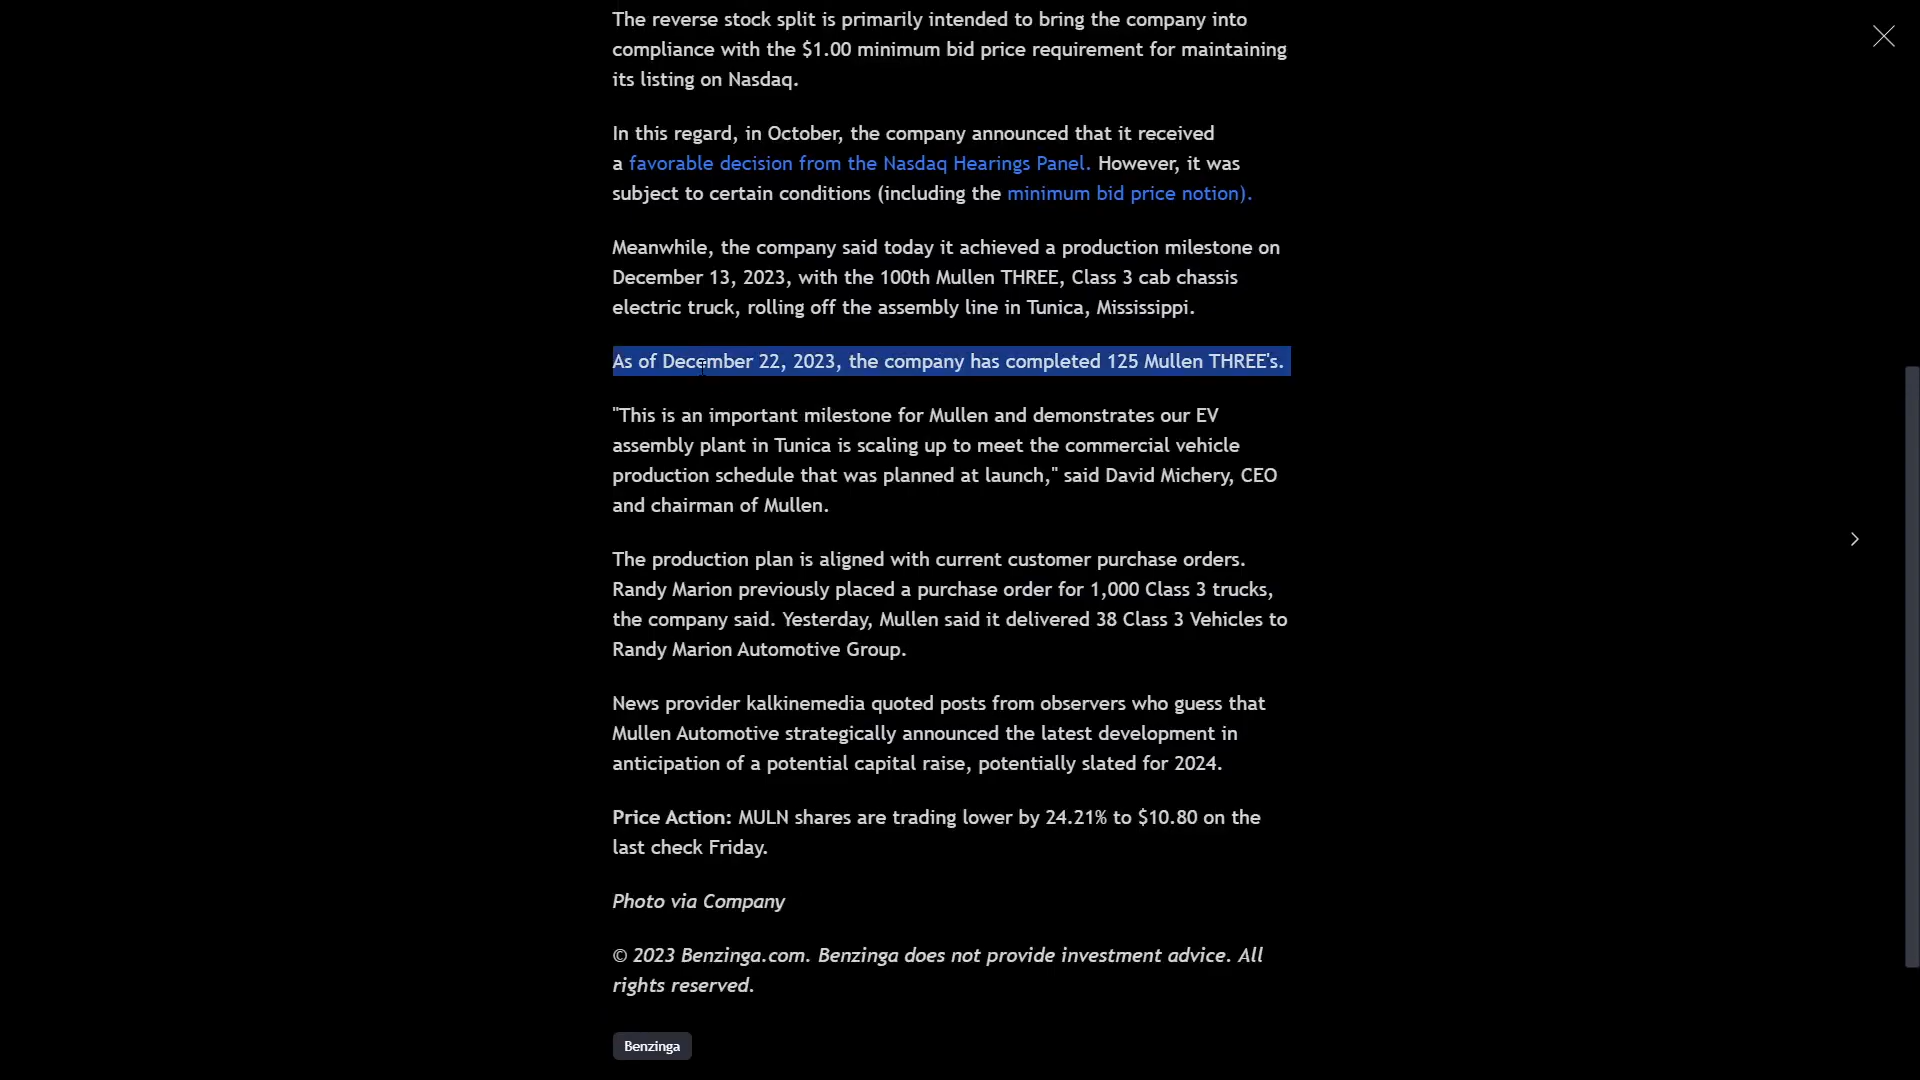 The reverse stock split is primarily intended to bring the company into
compliance with the $1.00 minimum bid price requirement for maintaining
its listing on Nasdaq.
In this regard, in October, the company announced that it received
a favorable decision from the Nasdaq Hearings Panel. However, it was
subject to certain conditions (including the minimum bid price notion).
Meanwhile, the company said today it achieved a production milestone on
December 13, 2023, with the 100th Mullen THREE, Class 3 cab chassis
electric truck, rolling off the assembly line in Tunica, Mississippi.
As of December 22, 2023, the company has completed 125 Mullen THREE's.
"This is an important milestone for Mullen and demonstrates our EV
assembly plant in Tunica is scaling up to meet the commercial vehicle
production schedule that was planned at launch," said David Michery, CEO
and chairman of Mullen.
The production plan is aligned with current customer purchase orders.
Randy Marion previously placed a purchase order for 1,000 Class 3 trucks,
the company said. Yesterday, Mullen said it delivered 38 Class 3 Vehicles to
Randy Marion Automotive Group.
News provider kalkinemedia quoted posts from observers who guess that
Mullen Automotive strategically announced the latest development in
anticipation of a potential capital raise, potentially slated for 2024.
Price Action: MULN shares are trading lower by 24.21% to $10.80 on the
last check Friday.
Photo via Company
© 2023 Benzinga.com. Benzinga does not provide investment advice. All
rights reserved.
Benzinga